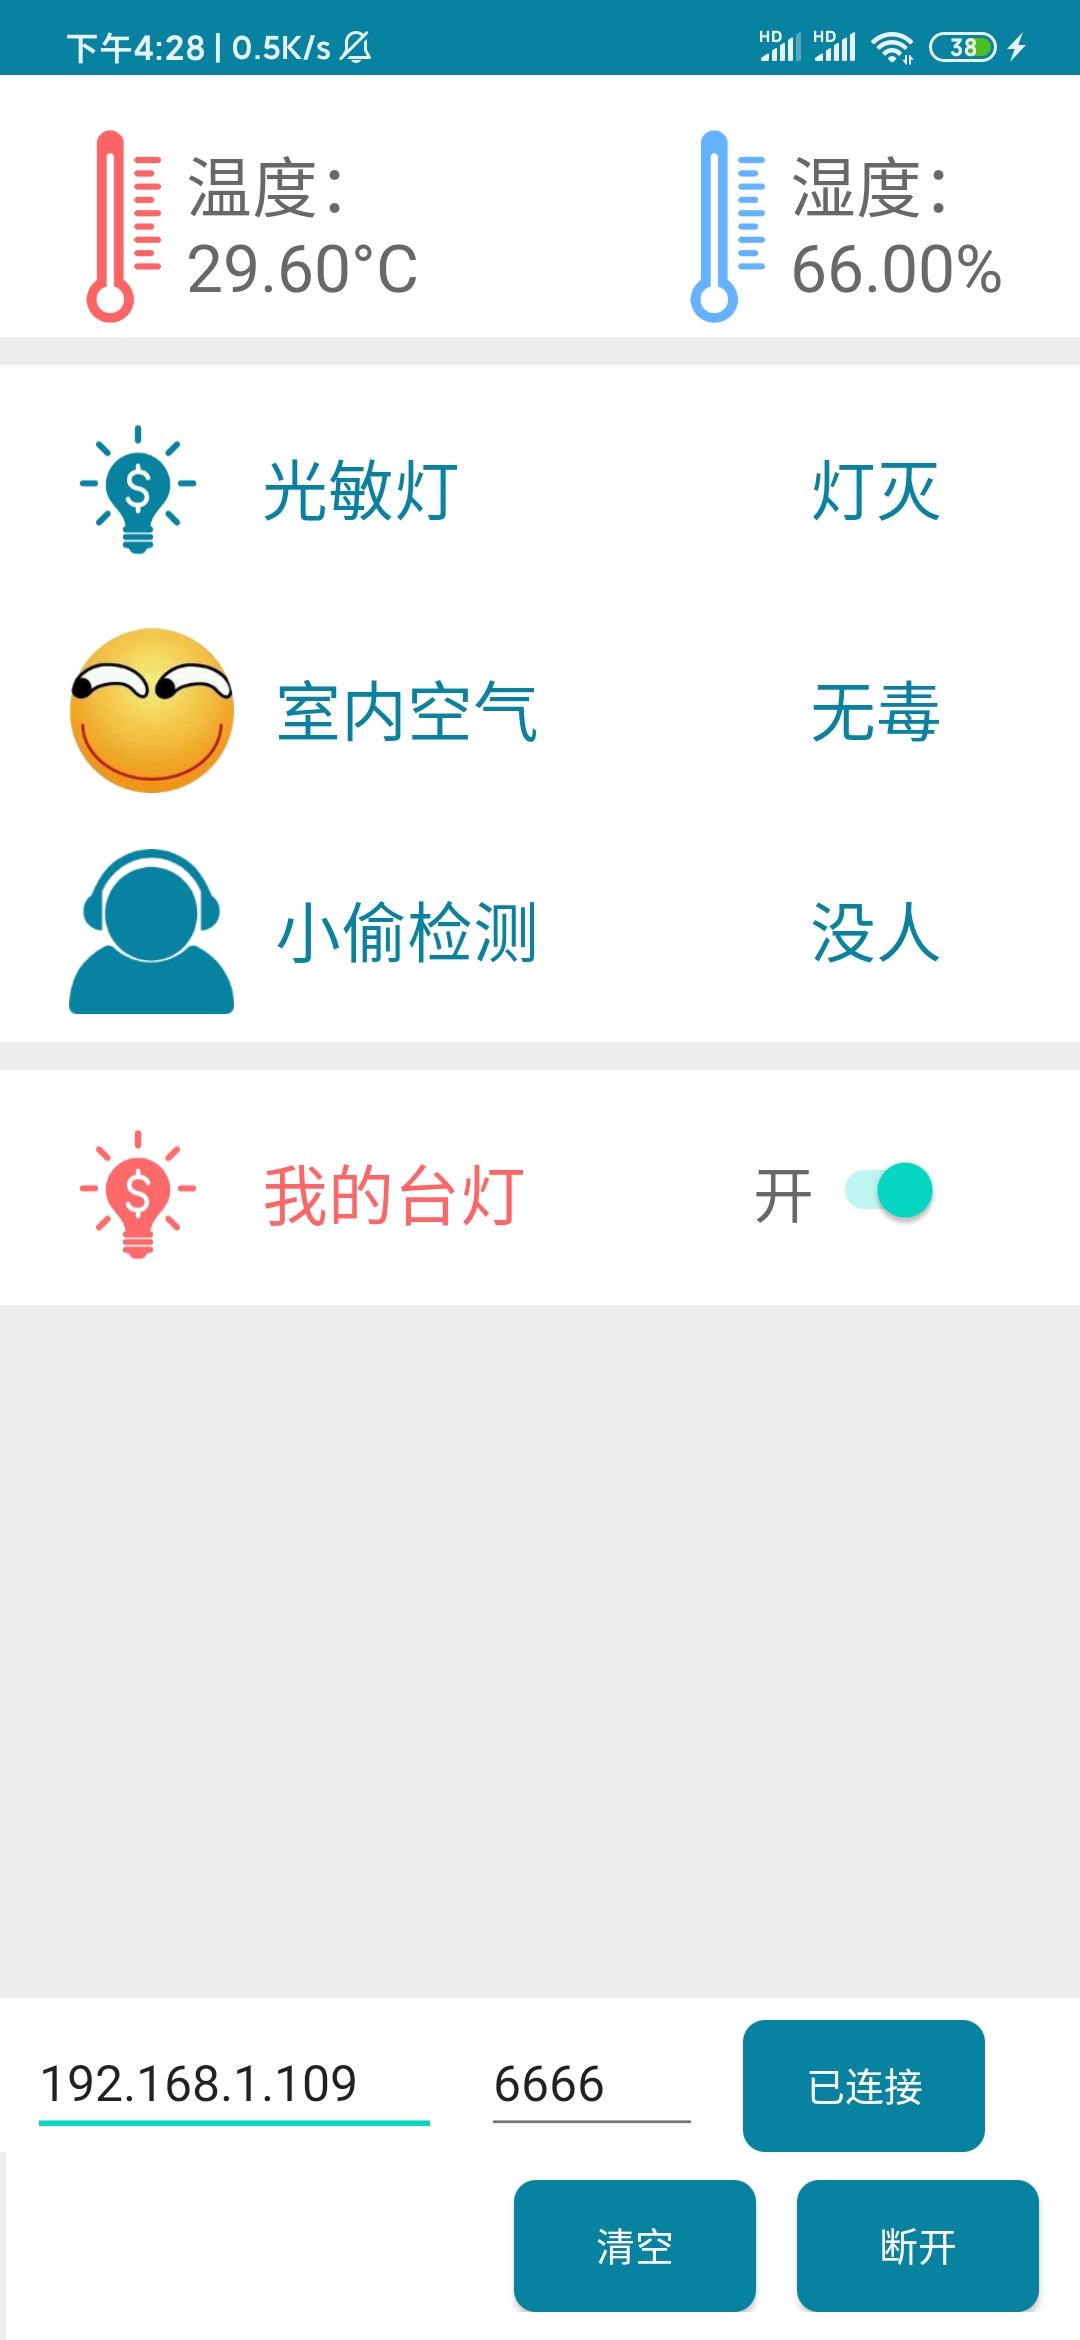 下午4:28 | 0.5K/s HD HD 38
温度： 湿度：
29.60°C 66.00%
$ 光敏灯 灯灭
室内空气 无毒
小偷检测 没人
$ 我的台灯 开
192.168.1.109 6666 已连接
清空 断开